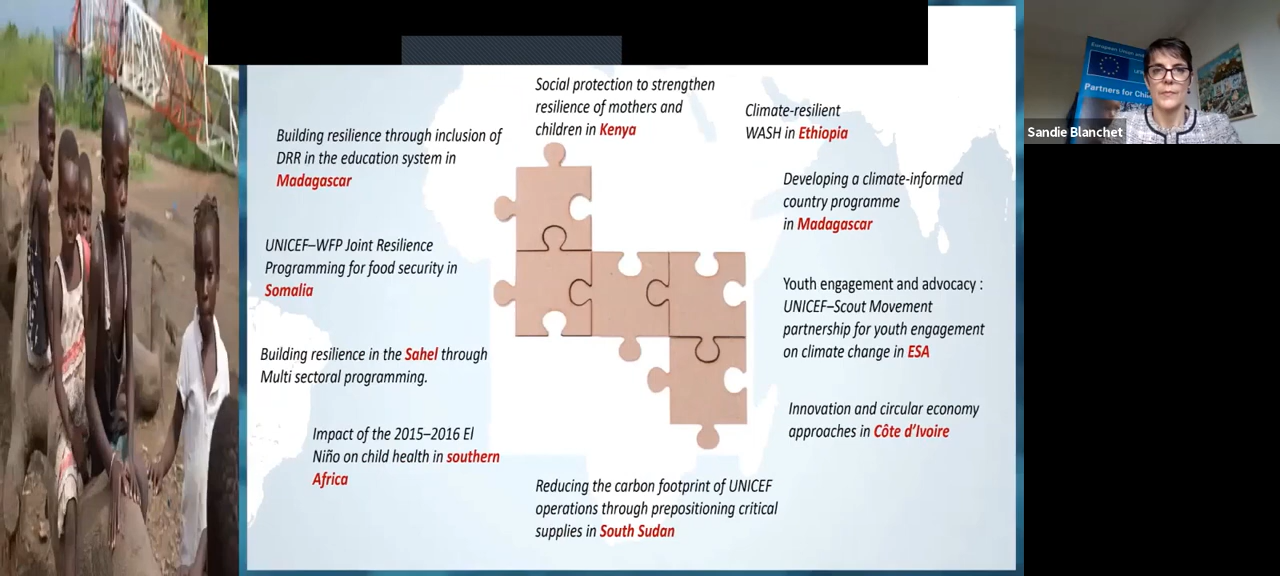 Social protection to strengthen
resilience of mothers and
children in Kenya
Climate-resilient
WASH in Ethiopia
Building resilience through inclusion of
DRR in the education system in
Madagascar
Developing a climate-informed
country programme
in Madagascar
UNICEF–WFP Joint Resilience
Programming for food security in
Somalia
Youth engagement and advocacy :
UNICEF–Scout Movement
partnership for youth engagement
on climate change in ESA
Building resilience in the Sahel through
Multi sectoral programming.
Innovation and circular economy
approaches in Côte d’Ivoire
Impact of the 2015–2016 El
Niño on child health in southern
Africa
Reducing the carbon footprint of UNICEF
operations through prepositioning critical
supplies in South Sudan
European Union and
Partners for
Sandie Blanchet